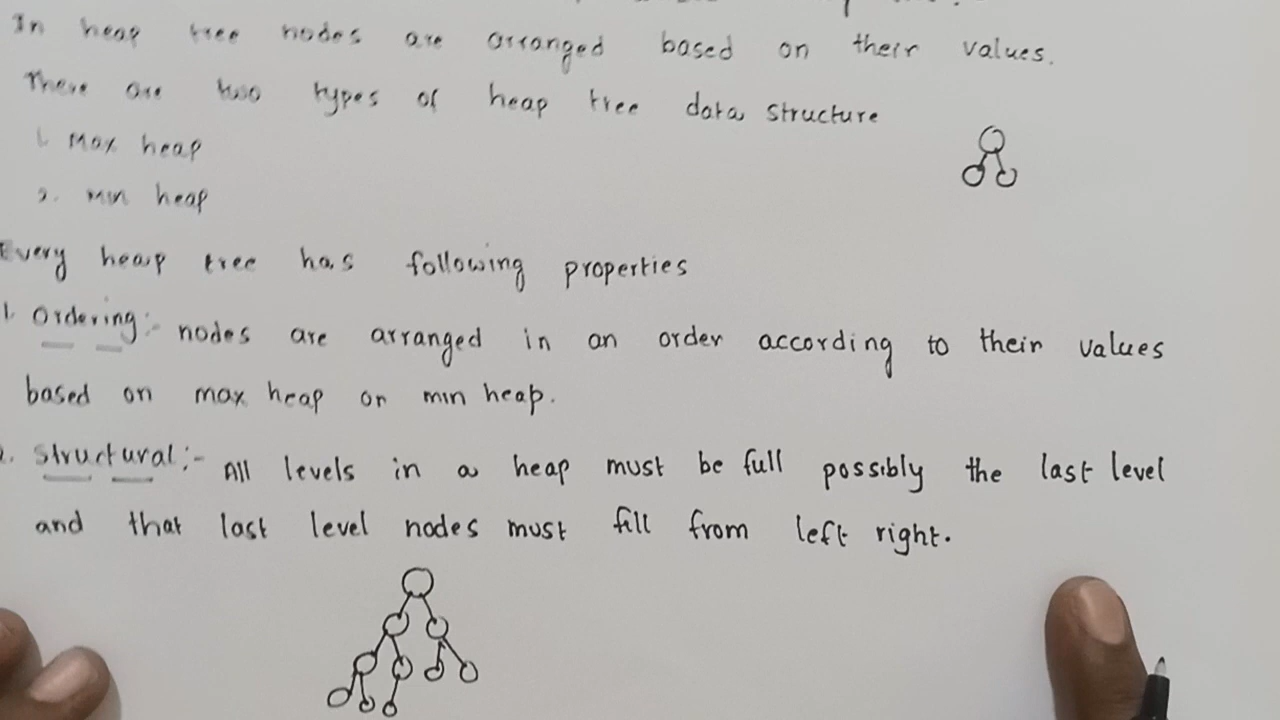 In heap tree nodes are arranged based on their values.
There are two types of heap tree data structure
1. Max heap
2. min heap
Every heap tree has following properties
1. Ordering:- nodes are arranged in an order according to their values
based on max heap or min heap.
2. Structural:- All levels in a heap must be full possibly the last level
and that last level nodes must fill from left right.